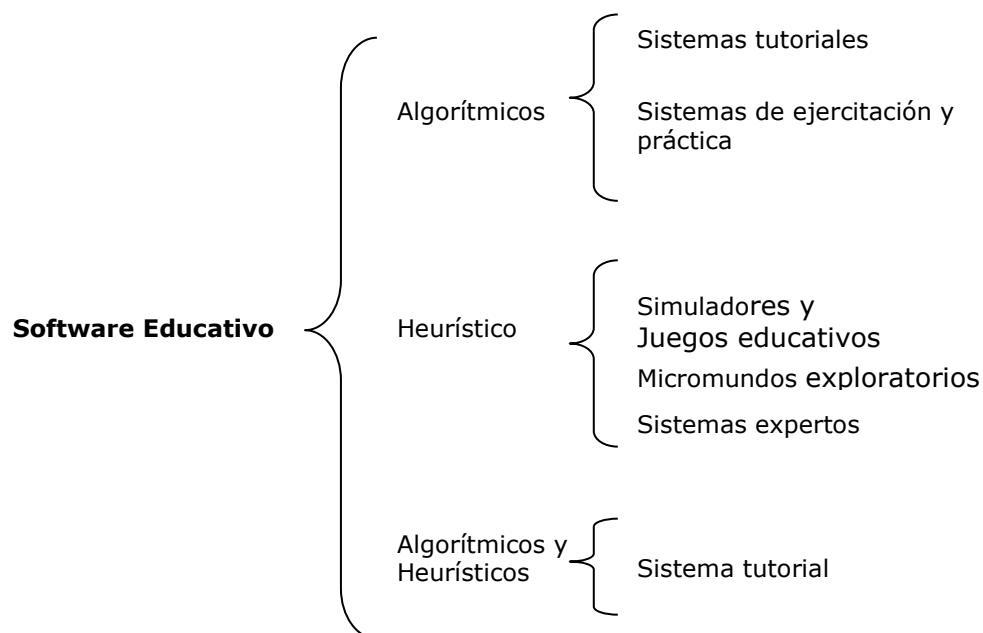 Software Educativo
Algorítmicos
Sistemas tutoriales
Sistemas de ejercitación y
práctica
Heurístico
Simuladores y
Juegos educativos
Micromundos exploratorios
Sistemas expertos
Algorítmicos y
Heurísticos
Sistema tutorial